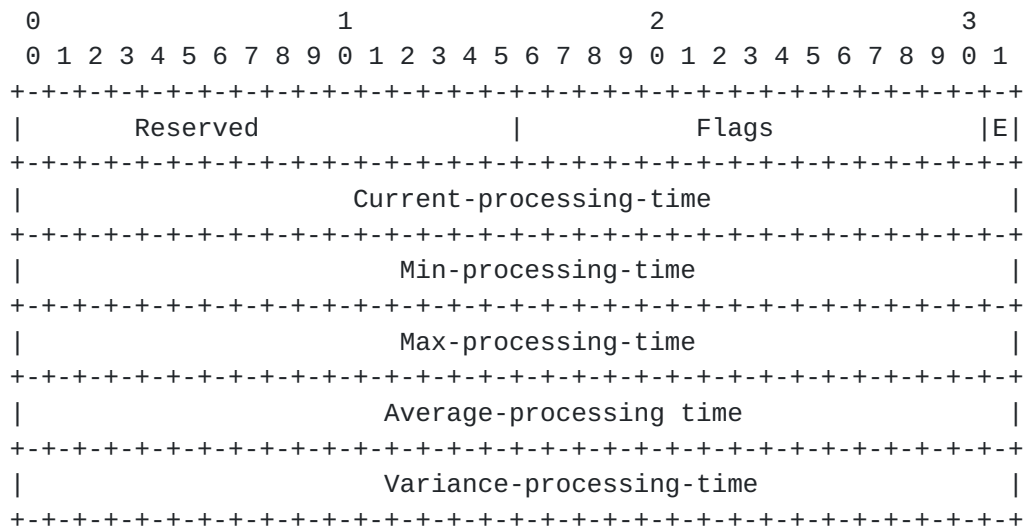 0                   1                   2                   3
 0 1 2 3 4 5 6 7 8 9 0 1 2 3 4 5 6 7 8 9 0 1 2 3 4 5 6 7 8 9 0 1
+-+-+-+-+-+-+-+-+-+-+-+-+-+-+-+-+-+-+-+-+-+-+-+-+-+-+-+-+-+-+-+-+
|       Reserved                |           Flags             |E|
+-+-+-+-+-+-+-+-+-+-+-+-+-+-+-+-+-+-+-+-+-+-+-+-+-+-+-+-+-+-+-+-+
|                     Current-processing-time                   |
+-+-+-+-+-+-+-+-+-+-+-+-+-+-+-+-+-+-+-+-+-+-+-+-+-+-+-+-+-+-+-+-+
|                        Min-processing-time                    |
+-+-+-+-+-+-+-+-+-+-+-+-+-+-+-+-+-+-+-+-+-+-+-+-+-+-+-+-+-+-+-+-+
|                        Max-processing-time                    |
+-+-+-+-+-+-+-+-+-+-+-+-+-+-+-+-+-+-+-+-+-+-+-+-+-+-+-+-+-+-+-+-+
|                       Average-processing time                 |
+-+-+-+-+-+-+-+-+-+-+-+-+-+-+-+-+-+-+-+-+-+-+-+-+-+-+-+-+-+-+-+-+
|                       Variance-processing-time                |
+-+-+-+-+-+-+-+-+-+-+-+-+-+-+-+-+-+-+-+-+-+-+-+-+-+-+-+-+-+-+-+-+